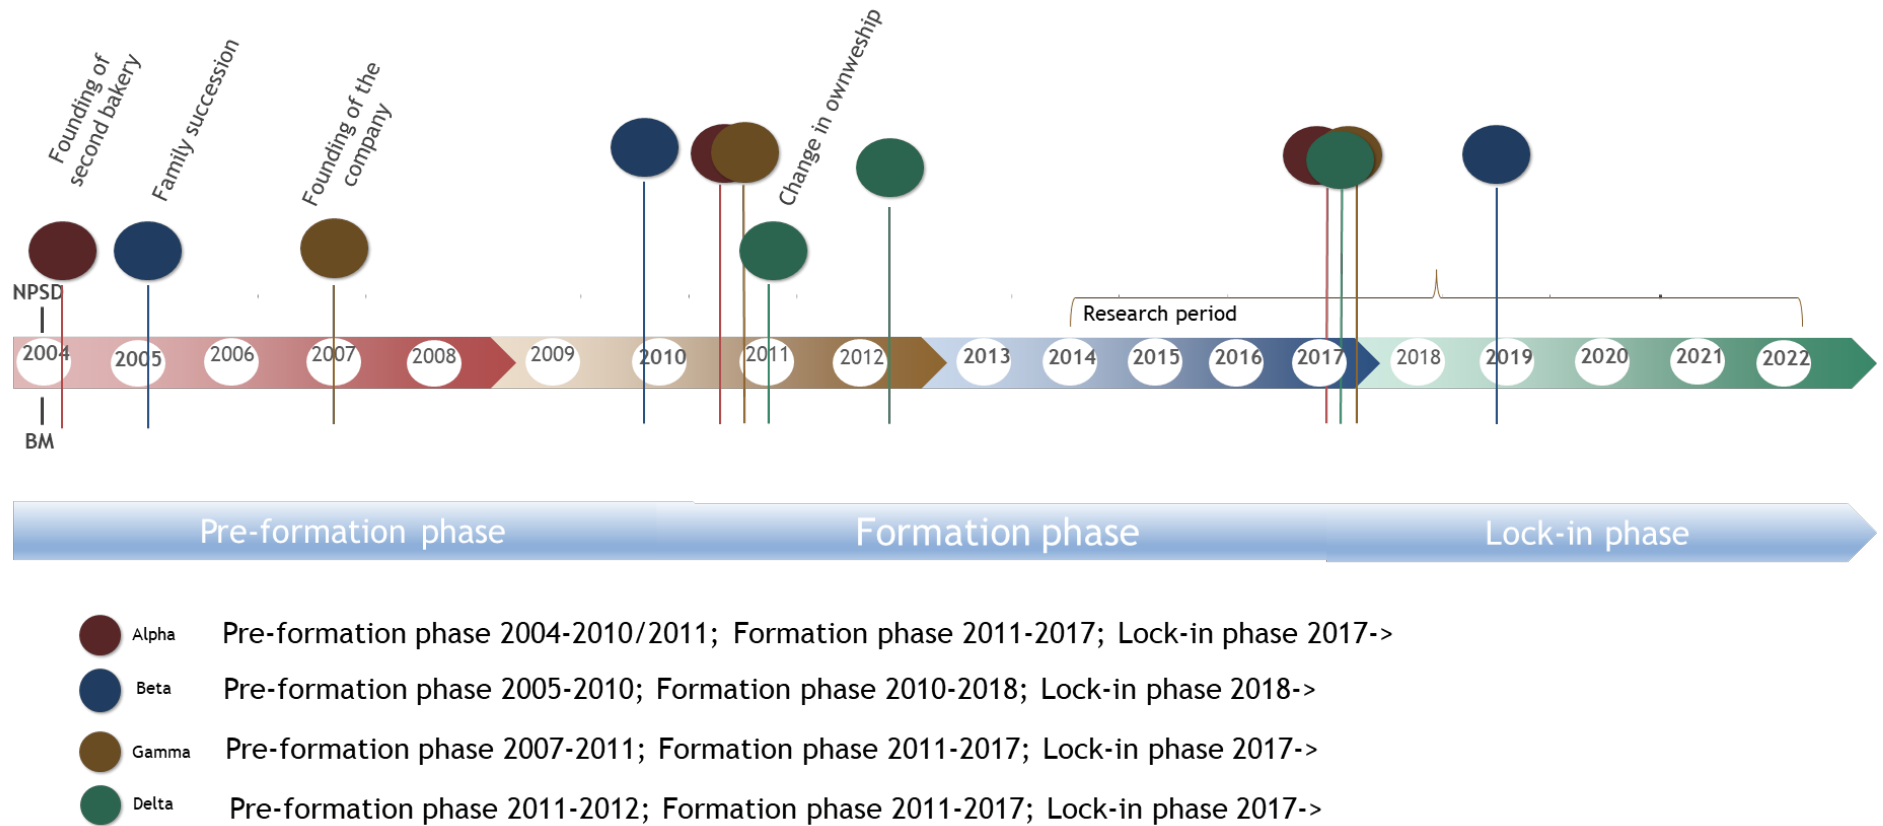 Founding of
second bakery
Family succession
Founding of the
company
Change in ownweship
NPSD
Research period
2004 2005 2006 2007 2008 2009 2010 2011 2012 2013 2014 2015 2016 2017 2018 2019 2020 2021 2022
BM
Pre-formation phase Formation phase Lock-in phase
Alpha Pre-formation phase 2004-2010/2011; Formation phase 2011-2017; Lock-in phase 2017->
Beta Pre-formation phase 2005-2010; Formation phase 2010-2018; Lock-in phase 2018->
Gamma Pre-formation phase 2007-2011; Formation phase 2011-2017; Lock-in phase 2017->
Delta Pre-formation phase 2011-2012; Formation phase 2011-2017; Lock-in phase 2017->